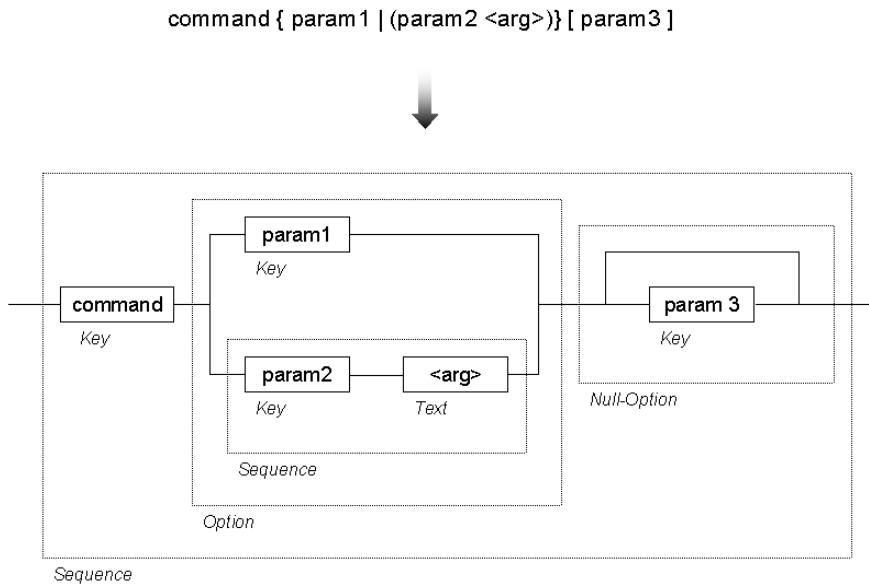 command { param1 | (param2 <arg>)} [ param3 ]
param1
Key
command
Key
param 3
Key
param2
Key
<arg>
Text
Null-Option
Sequence
Option
Sequence